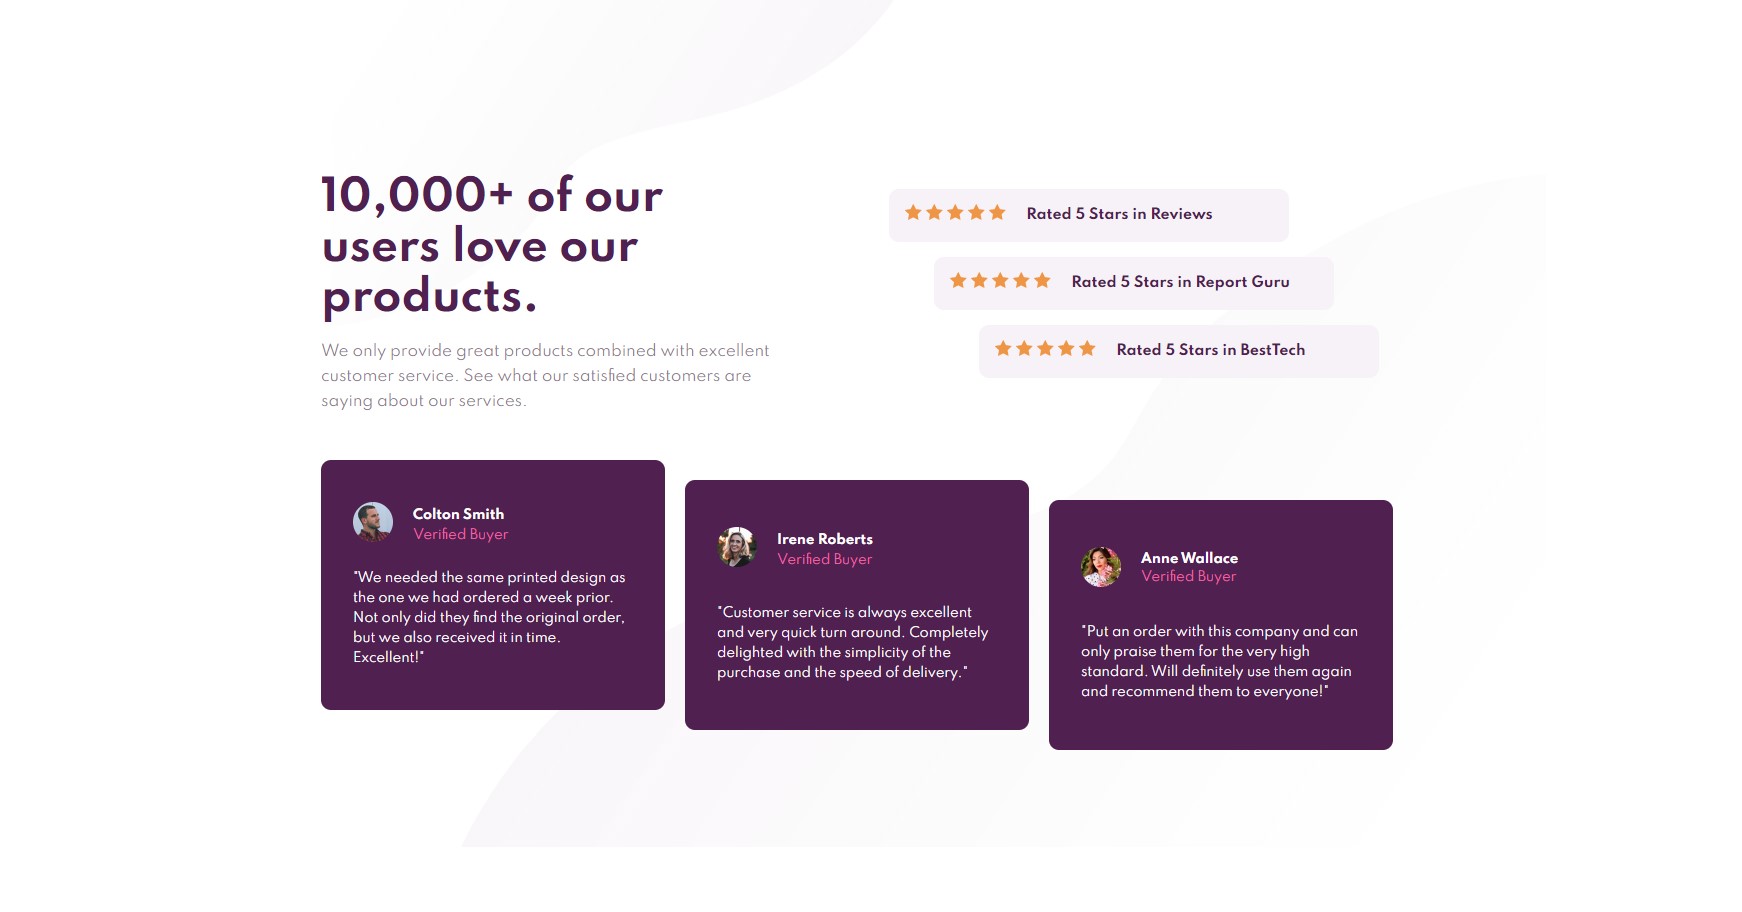 10,000+ of our
users love our
products.
We only provide great products combined with excellent
customer service. See what our satisfied customers are
saying about our services.
Rated 5 Stars in Reviews
Rated 5 Stars in Report Guru
Rated 5 Stars in BestTech
Colton Smith
Verified Buyer
"We needed the same printed design as
the one we had ordered a week prior.
Not only did they find the original order,
but we also received it in time.
Excellent!"
Irene Roberts
Verified Buyer
"Customer service is always excellent
and very quick turn around. Completely
delighted with the simplicity of the
purchase and the speed of delivery."
Anne Wallace
Verified Buyer
"Put an order with this company and can
only praise them for the very high
standard. Will definitely use them again
and recommend them to everyone!"